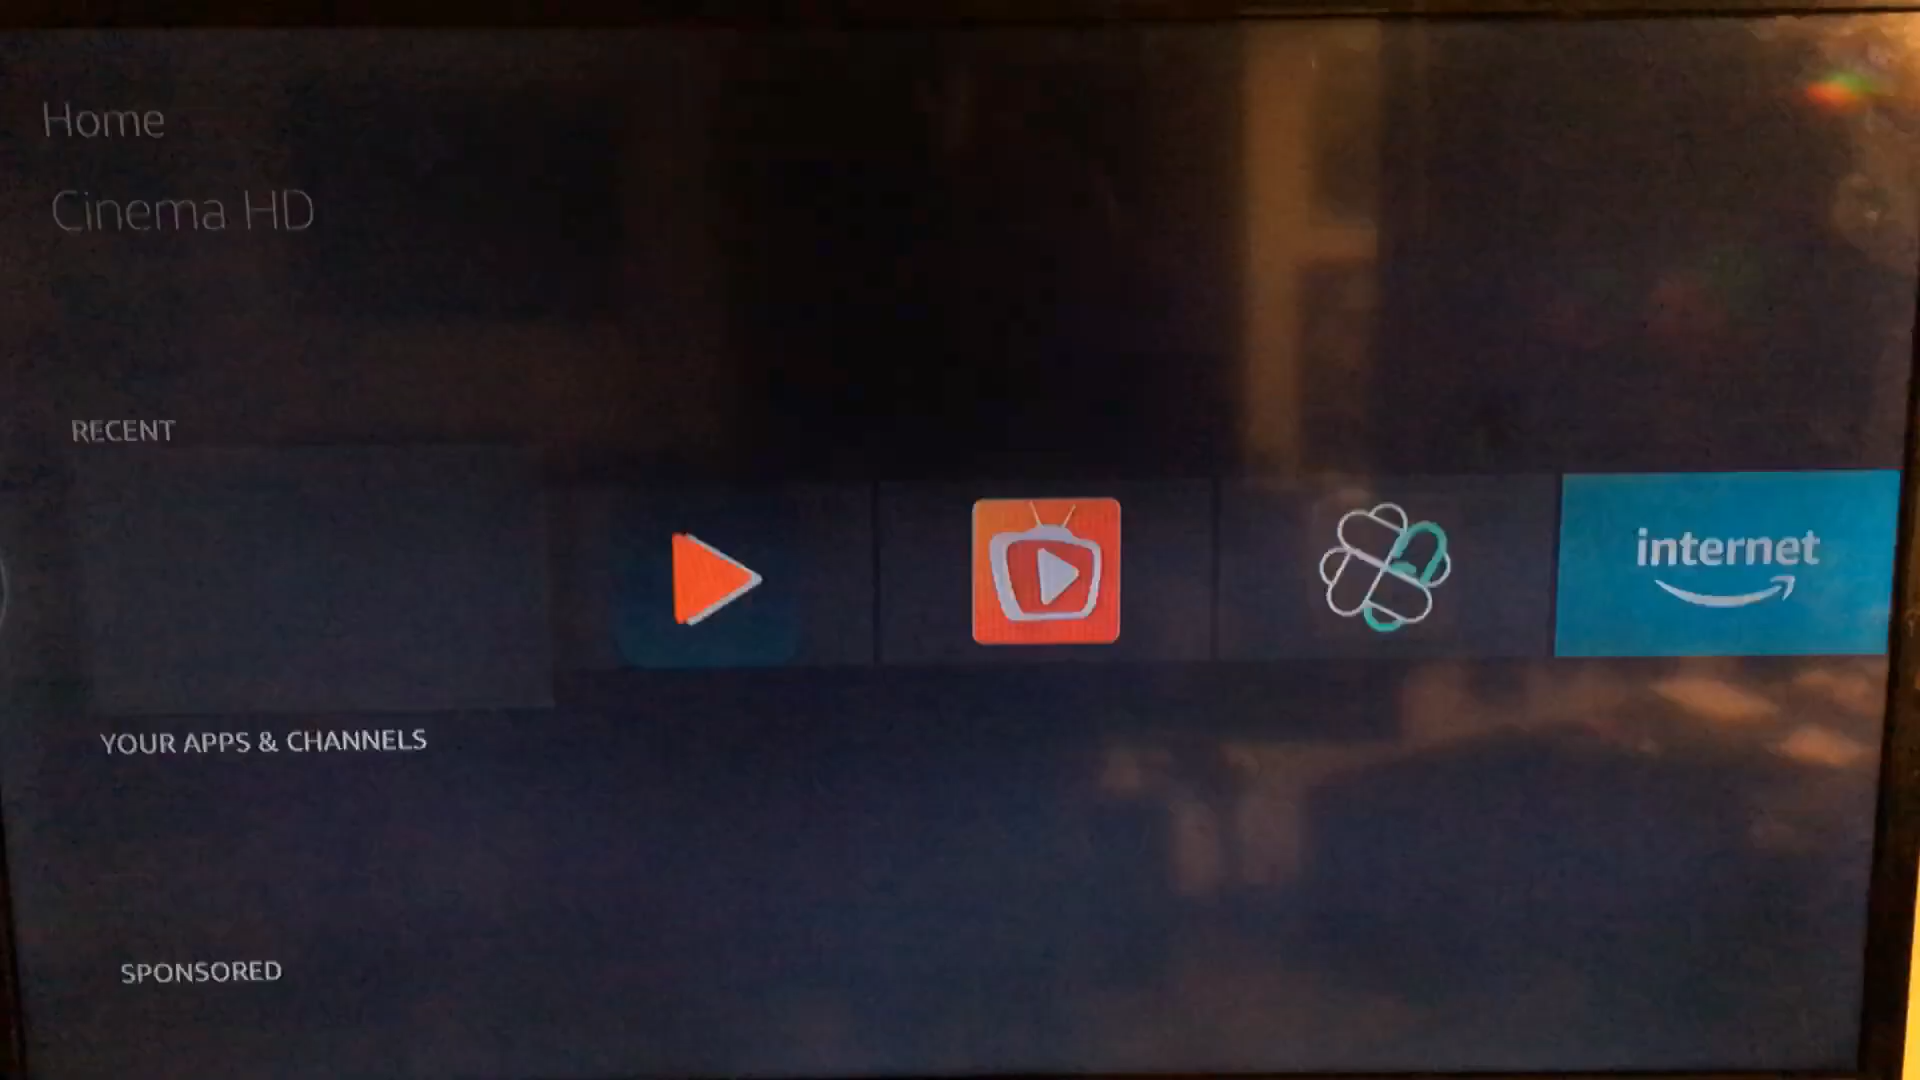 Home
Cinema HD
RECENT
internet
YOUR APPS & CHANNELS
SPONSORED